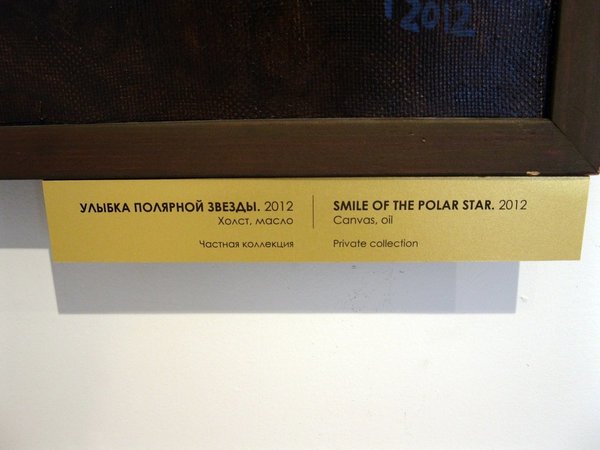 2012
УЛЫБКА ПОЛЯРНОЙ ЗВЕЗДЫ. 2012
Холст, масло
Частная коллекция
SMILE OF THE POLAR STAR. 2012
Canvas, oil
Private collection